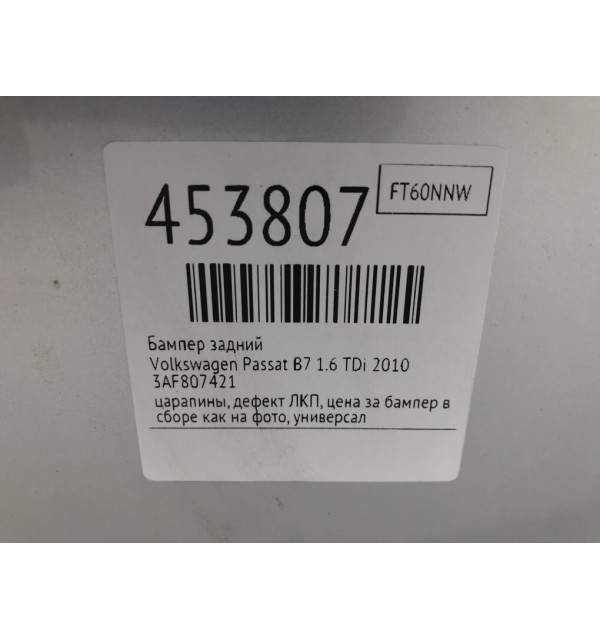 453807
FT60NNW
Бампер задний
Volkswagen Passat B7 1.6 TDi 2010
3AF807421
царапины, дефект ЛКП, цена за бампер в
сборе как на фото, универсал